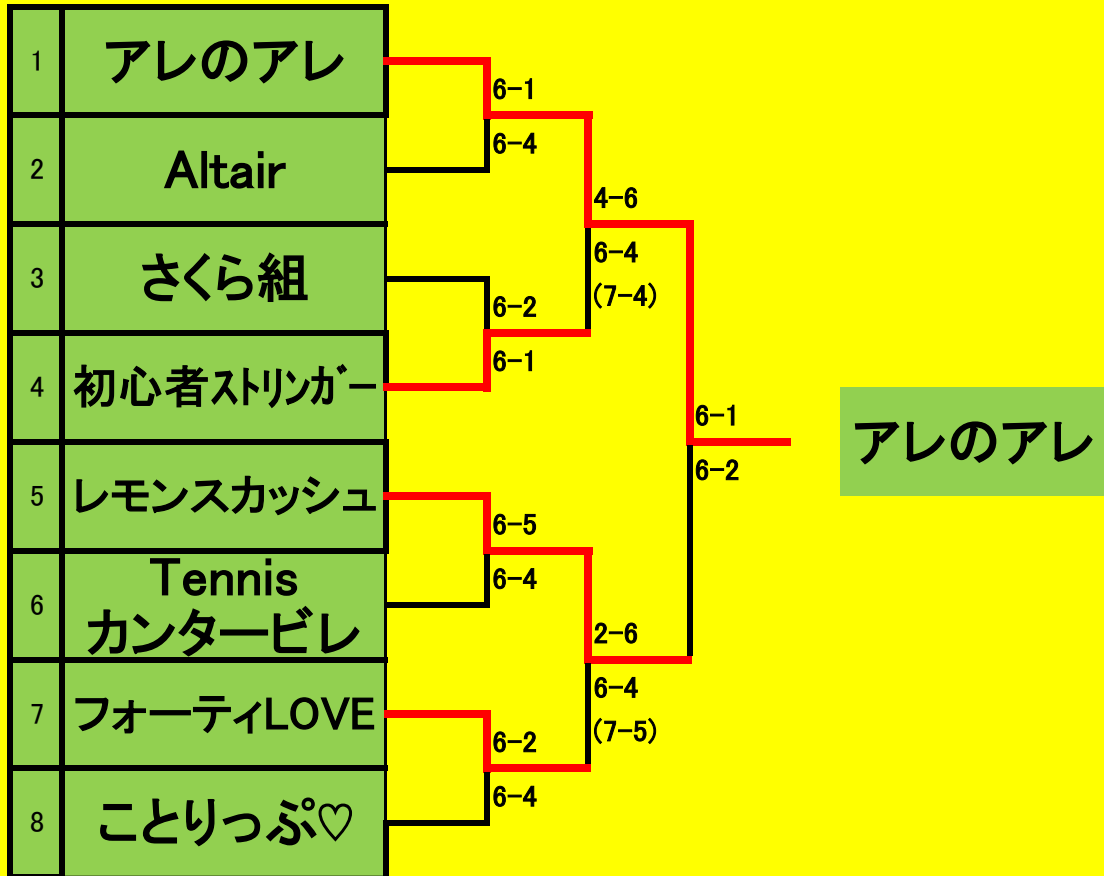 1 アレのアレ
2 Altair
3 さくら組
4 初心者ストリンガー
5 レモンスカッシュ
6 Tennis
カンタービレ
7 フォーティLOVE
8 ことりっぷ♡
6-1
6-4
6-2
6-1
6-5
6-4
6-2
6-4
4-6
6-4
(7-4)
2-6
6-4
(7-5)
6-1
6-2
アレのアレ